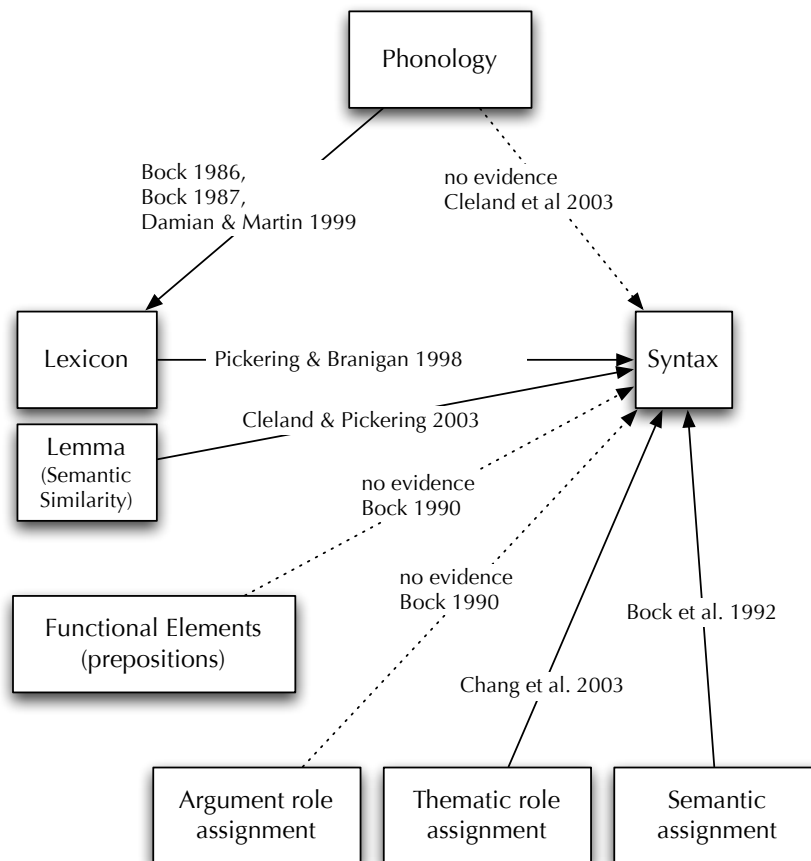 Phonology
Bock 1986,
Bock 1987,
Damian & Martin 1999
no evidence
Cleland et al 2003
Lexicon
Pickering & Branigan 1998
Syntax
Cleland & Pickering 2003
Lemma
(Semantic
Similarity)
no evidence
Bock 1990
no evidence
Bock 1990
Functional Elements
(prepositions)
Bock et al. 1992
Chang et al. 2003
Argument role
assignment
Thematic role
assignment
Semantic
assignment